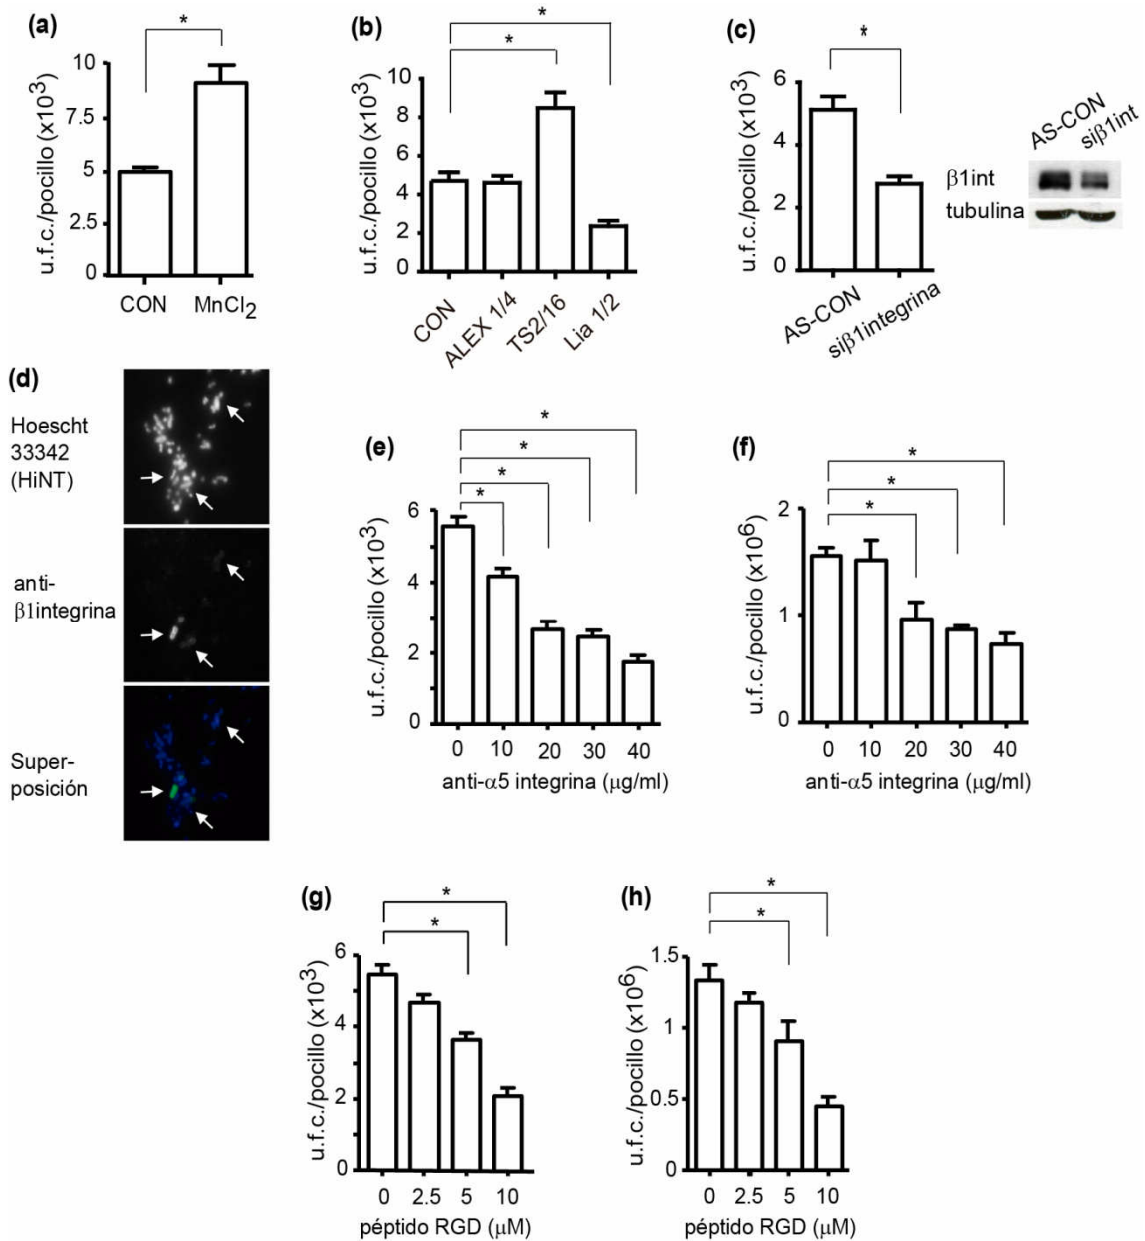 (a)
*
10
7.5
5
2.5
0
u.f.c./pocillo (x10³)
CON
MnCl₂
(b)
*
*
10
8
6
4
2
0
u.f.c./pocillo (x10³)
CON
ALEX 1/4
TS2/16
Lia 1/2
(c)
*
6
4
2
0
u.f.c./pocillo (x10³)
AS-CON
siβ1integrina
AS-CON
siβ1int
β1int
tubulina
(d)
Hoescht
33342
(HiNT)
anti-
β1integrina
Super-
posición
(e)
*
*
*
*
6
4
2
0
u.f.c./pocillo (x10³)
0 10 20 30 40
anti-α5 integrina (μg/ml)
(f)
*
*
*
2
1
0
u.f.c./pocillo (x10⁶)
0 10 20 30 40
anti-α5 integrina (μg/ml)
(g)
*
*
6
4
2
0
u.f.c./pocillo (x10³)
0 2.5 5 10
péptido RGD (μM)
(h)
*
*
1.5
1
0.5
0
u.f.c./pocillo (x10⁶)
0 2.5 5 10
péptido RGD (μM)